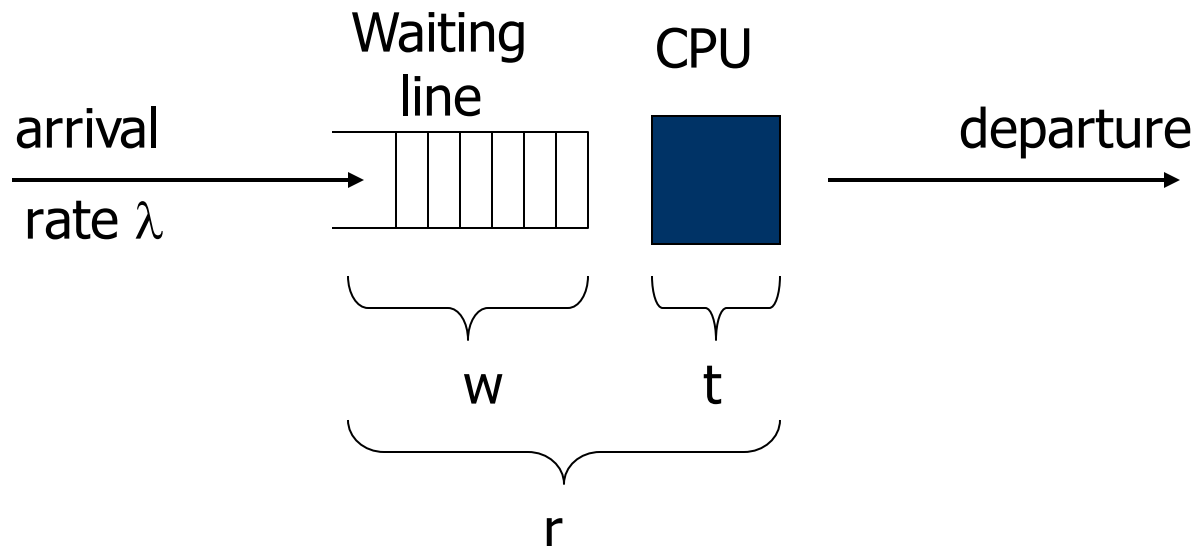 Waiting
line
CPU
arrival
rate λ
departure
w
t
r